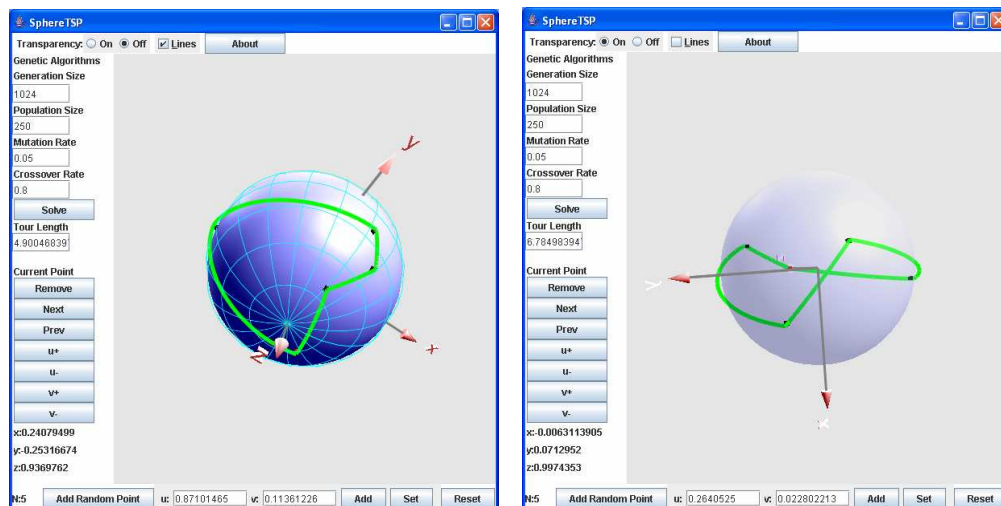 SphereTSP
Transparency: On Off Lines About
Genetic Algorithms
Generation Size
1024
Population Size
250
Mutation Rate
0.05
Crossover Rate
0.8
Solve
Tour Length
4.90046839
Current Point
Remove
Next
Prev
u+
u-
v+
v-
x:0.24079499
y:-0.25316674
z:0.9369762
N:5 Add Random Point u: 0.87101465 v: 0.11361226 Add Set Reset
y
x
z
SphereTSP
Transparency: On Off Lines About
Genetic Algorithms
Generation Size
1024
Population Size
250
Mutation Rate
0.05
Crossover Rate
0.8
Solve
Tour Length
6.78498394
Current Point
Remove
Next
Prev
u+
u-
v+
v-
x:-0.0063113905
y:0.0712952
z:0.9974353
N:5 Add Random Point u: 0.2640525 v: 0.022802213 Add Set Reset
y
x